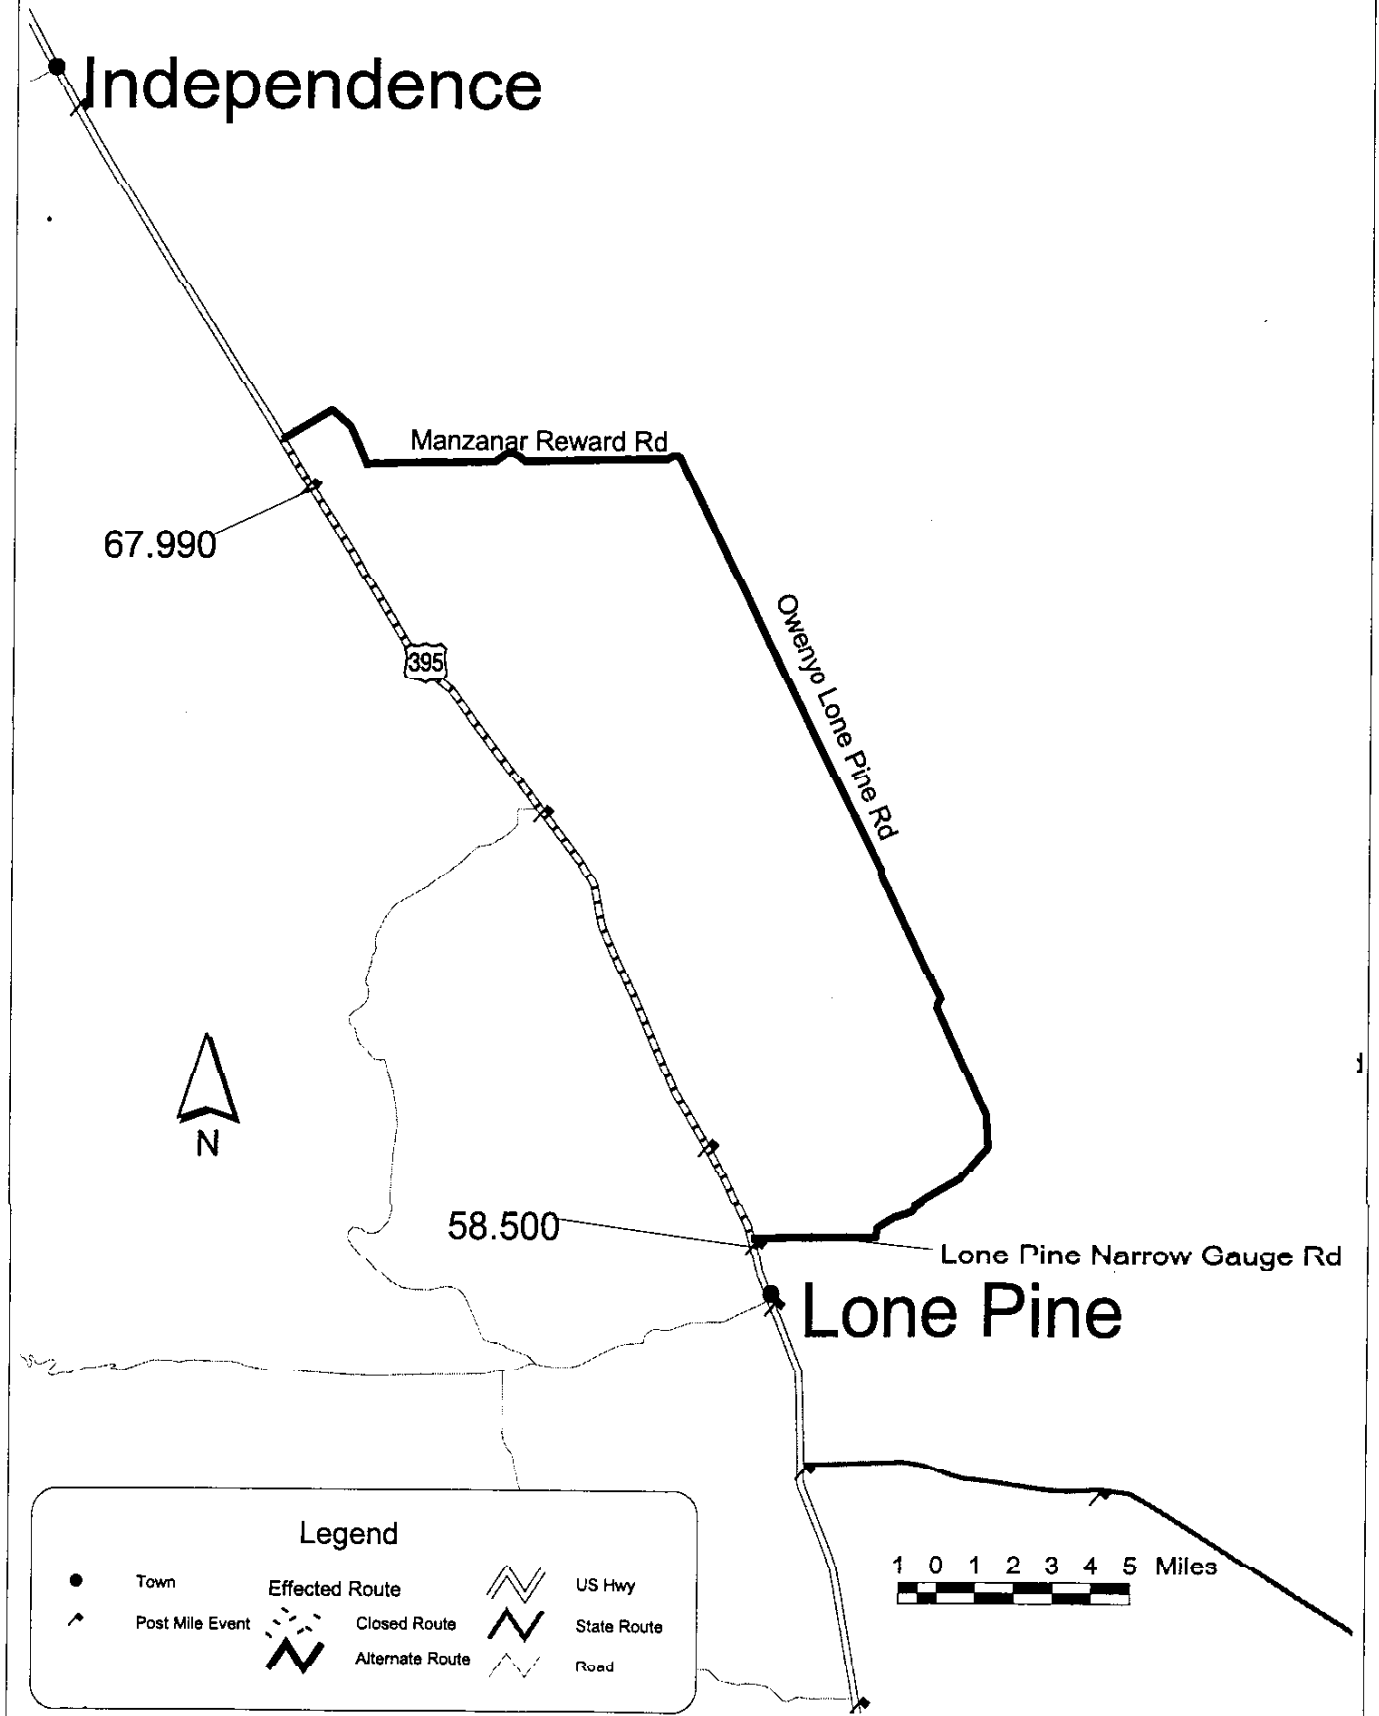 Independence
Manzanar Reward Rd
67.990
Owenyo Lone Pine Rd
395
N
58.500
Lone Pine Narrow Gauge Rd
Lone Pine
Legend
Town
Effected Route
US Hwy
Post Mile Event
Closed Route
State Route
Alternate Route
Road
1 0 1 2 3 4 5 Miles